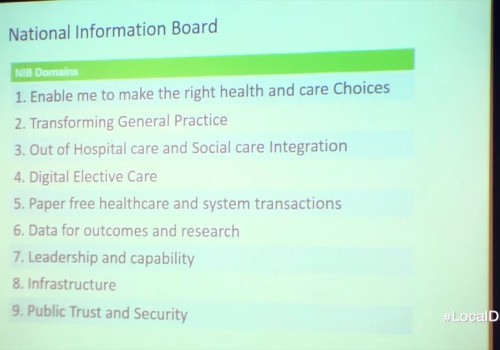 National Information Board
NIB Domains
1. Enable me to make the right health and care Choices
2. Transforming General Practice
3. Out of Hospital care and Social care Integration
4. Digital Elective Care
5. Paper free healthcare and system transactions
6. Data for outcomes and research
7. Leadership and capability
8. Infrastructure
9. Public Trust and Security
#LocalD